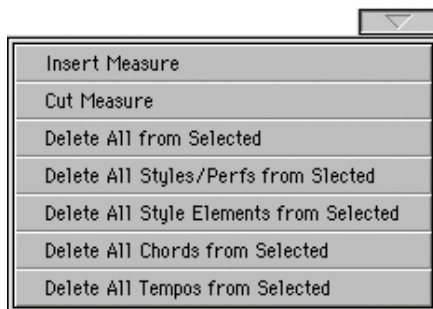 Insert Measure
Cut Measure
Delete All from Selected
Delete All Styles/Perfs from Slected
Delete All Style Elements from Selected
Delete All Chords from Selected
Delete All Tempos from Selected